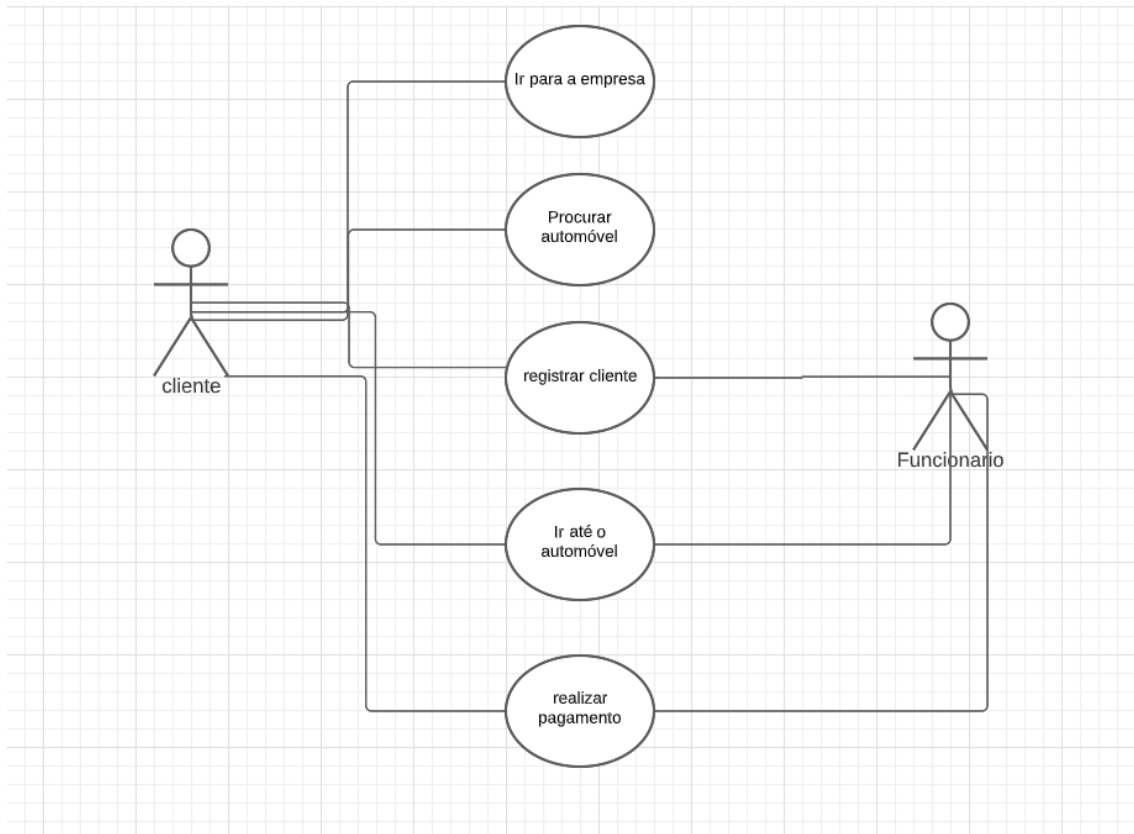 Ir para a empresa
Procurar
automóvel
cliente
registrar cliente
Funcionario
Ir até o
automóvel
realizar
pagamento